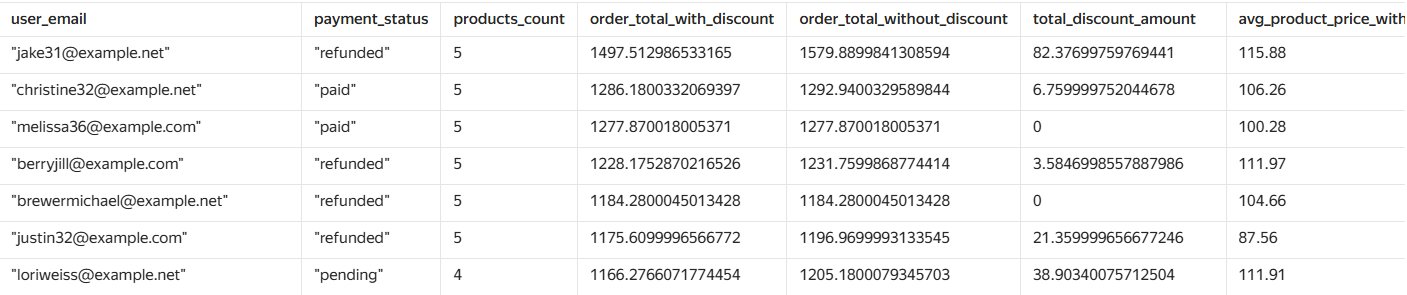 user_email payment_status products_count order_total_with_discount order_total_without_discount total_discount_amount avg_product_price_with
"jake31@example.net" "refunded" 5 1497.512986533165 1579.8899841308594 82.37699759769441 115.88
"christine32@example.net" "paid" 5 1286.1800332069397 1292.9400329589844 6.759999752044678 106.26
"melissa36@example.com" "paid" 5 1277.870018005371 1277.870018005371 0 100.28
"berryjill@example.com" "refunded" 5 1228.1752870216526 1231.7599868774414 3.5846998557887986 111.97
"brewermichael@example.net" "refunded" 5 1184.2800045013428 1184.2800045013428 0 104.66
"justin32@example.com" "refunded" 5 1175.6099996566772 1196.9699993133545 21.359999656677246 87.56
"loriweiss@example.net" "pending" 4 1166.2766071774454 1205.1800079345703 38.90340075712504 111.91